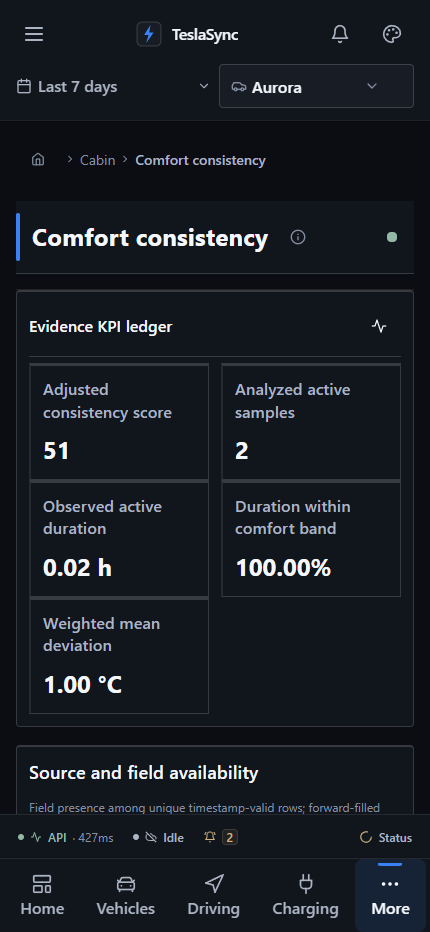 TeslaSync
Last 7 days
Aurora
Cabin
Comfort consistency
Comfort consistency
Evidence KPI ledger
Adjusted
consistency score
51
Analyzed active
samples
2
Observed active
duration
0.02 h
Duration within
comfort band
100.00%
Weighted mean
deviation
1.00 °C
Source and field availability
Field presence among unique timestamp-valid rows; forward-filled
API · 427ms
Idle
2
Status
Home
Vehicles
Driving
Charging
More